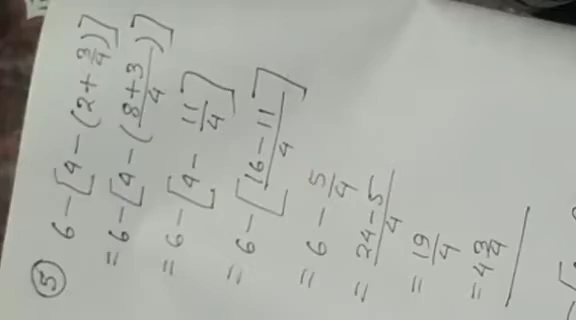 ⑤ 6 - [4 - (2 + 3/4)]
= 6 - [4 - (8+3/4)]
= 6 - [4 - 11/4]
= 6 - [16-11/4]
= 6 - 5/4
= 24-5/4
= 19/4
= 4 3/4